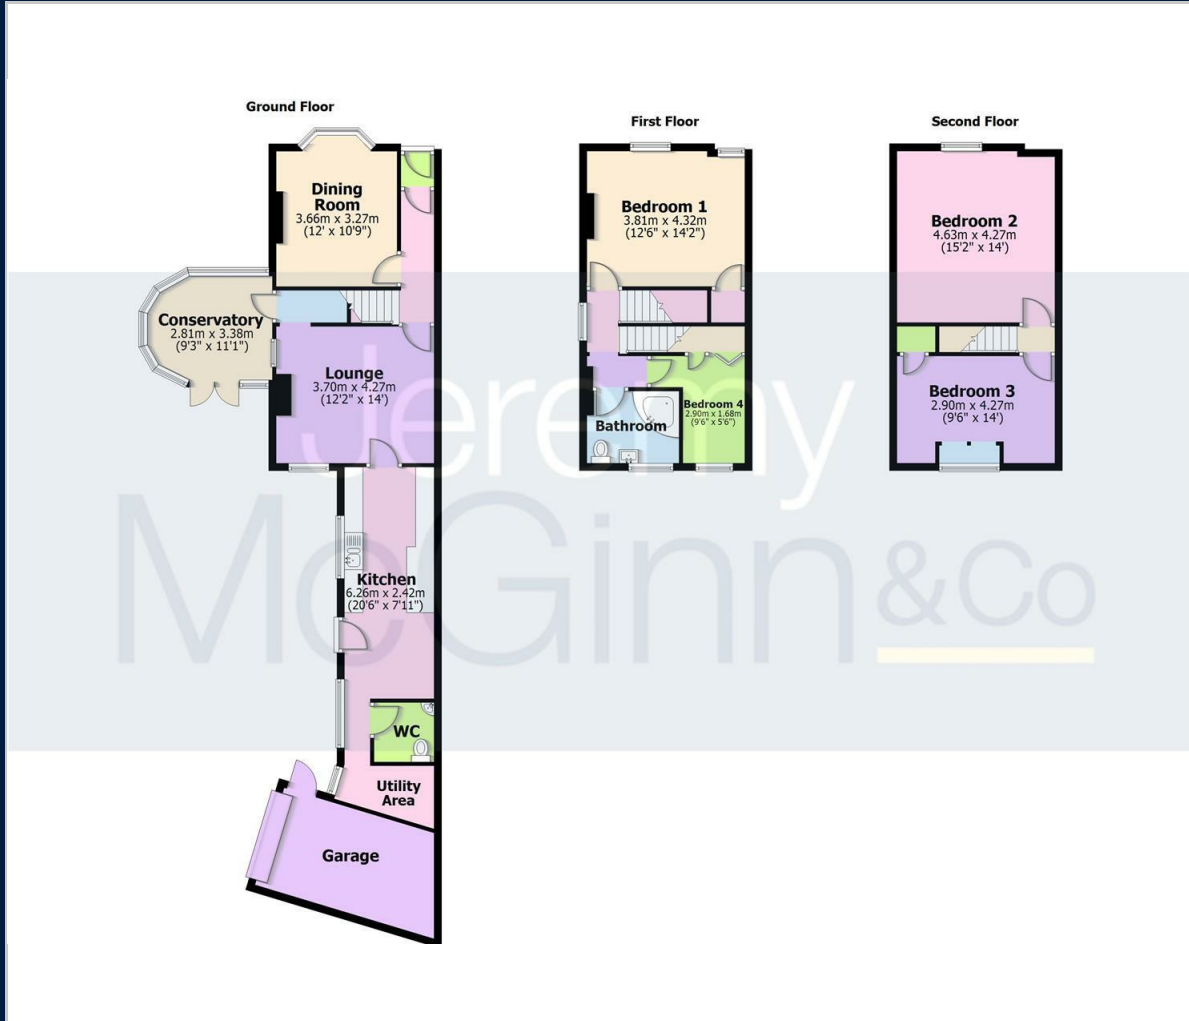 Ground Floor
First Floor
Second Floor
Dining
Room
3.66m x 3.27m
(12' x 10'9")
Conservatory
2.81m x 3.38m
(9'3" x 11'1")
Lounge
3.70m x 4.27m
(12'2" x 14')
Kitchen
6.26m x 2.42m
(20'6" x 7'11")
WC
Utility
Area
Garage
Bedroom 1
3.81m x 4.32m
(12'6" x 14'2")
Bedroom 4
2.90m x 1.68m
(9'6" x 5'6")
Bathroom
Bedroom 2
4.63m x 4.27m
(15'2" x 14')
Bedroom 3
2.90m x 4.27m
(9'6" x 14')
Jeremy
McGinn &Co